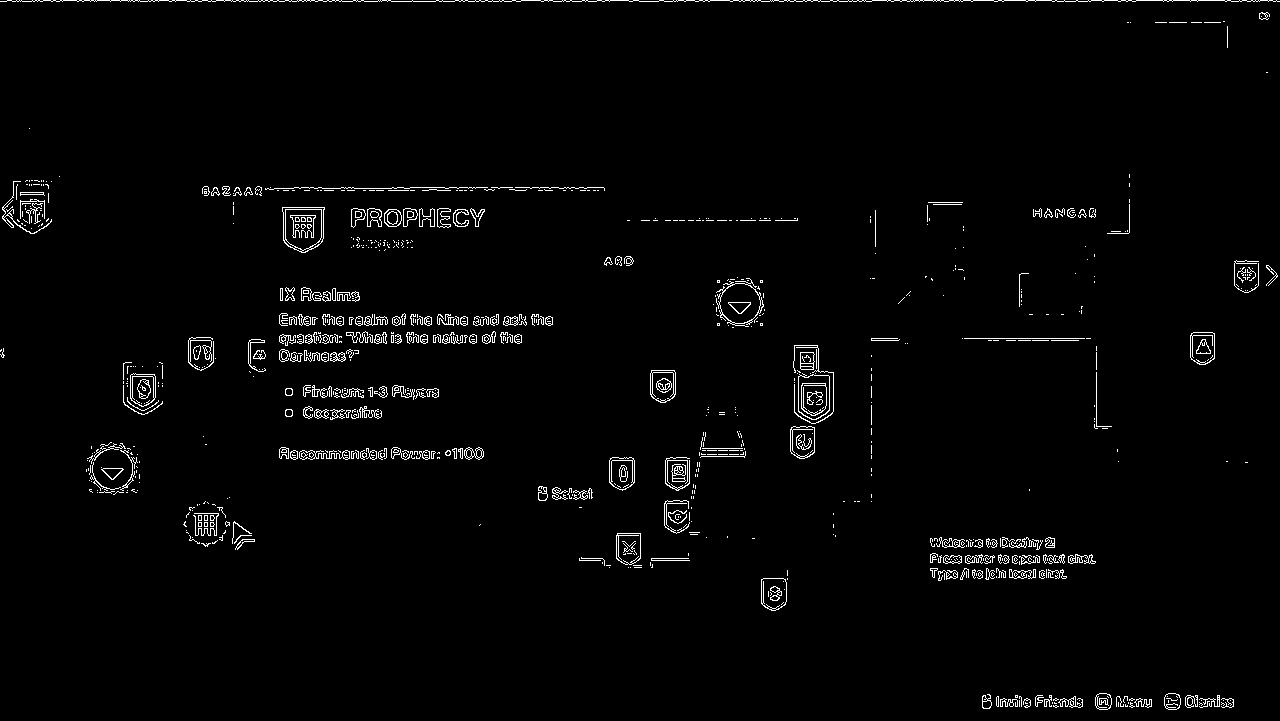 BAZAAR
PROPHECY
Dungeon
HANGAR
ARD
IX Realms
Enter the realm of the Nine and ask the
question: "What is the nature of the
Darkness?"
Fireteam: 1-3 Players
Cooperative
Recommended Power: 1100
Select
Welcome to Destiny 2!
Press enter to open text chat.
Type /l to join local chat.
Invite Friends
Menu
Dismiss